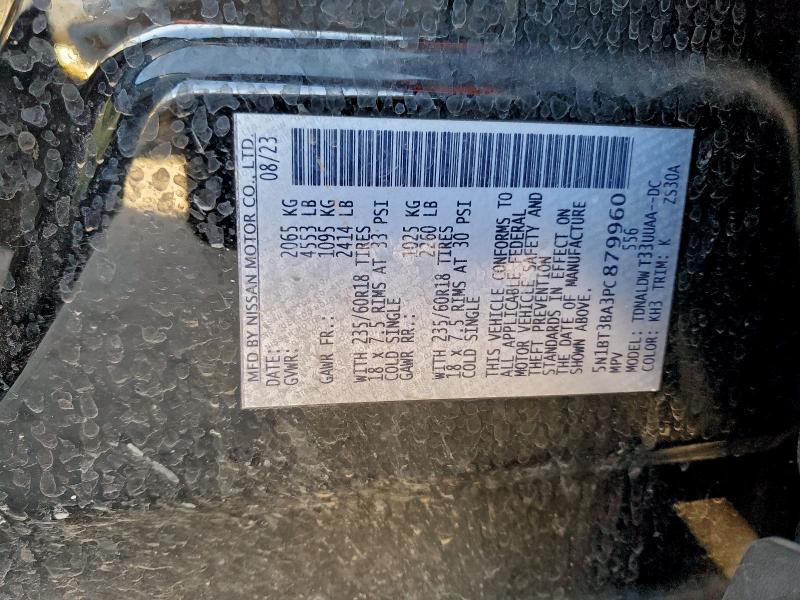 MFD BY NISSAN MOTOR CO., LTD.
DATE: 08/23
GVWR: 2065 KG
4553 LB
GAWR FR.: 1095 KG
2414 LB
WITH 235/60R18 TIRES
18 X 7.5 RIMS AT 33 PSI
COLD SINGLE
GAWR RR.: 1025 KG
2260 LB
WITH 235/60R18 TIRES
18 X 7.5 RIMS AT 30 PSI
COLD SINGLE
THIS VEHICLE CONFORMS TO
ALL APPLICABLE FEDERAL
MOTOR VEHICLE SAFETY AND
THEFT PREVENTION
STANDARDS IN EFFECT ON
THE DATE OF MANUFACTURE
SHOWN ABOVE.
5N1BT3BA3PC879960
MPV 556
MODEL: TDNALDW T33UUAA--DC
COLOR: KH3 TRIM: K ZS30A